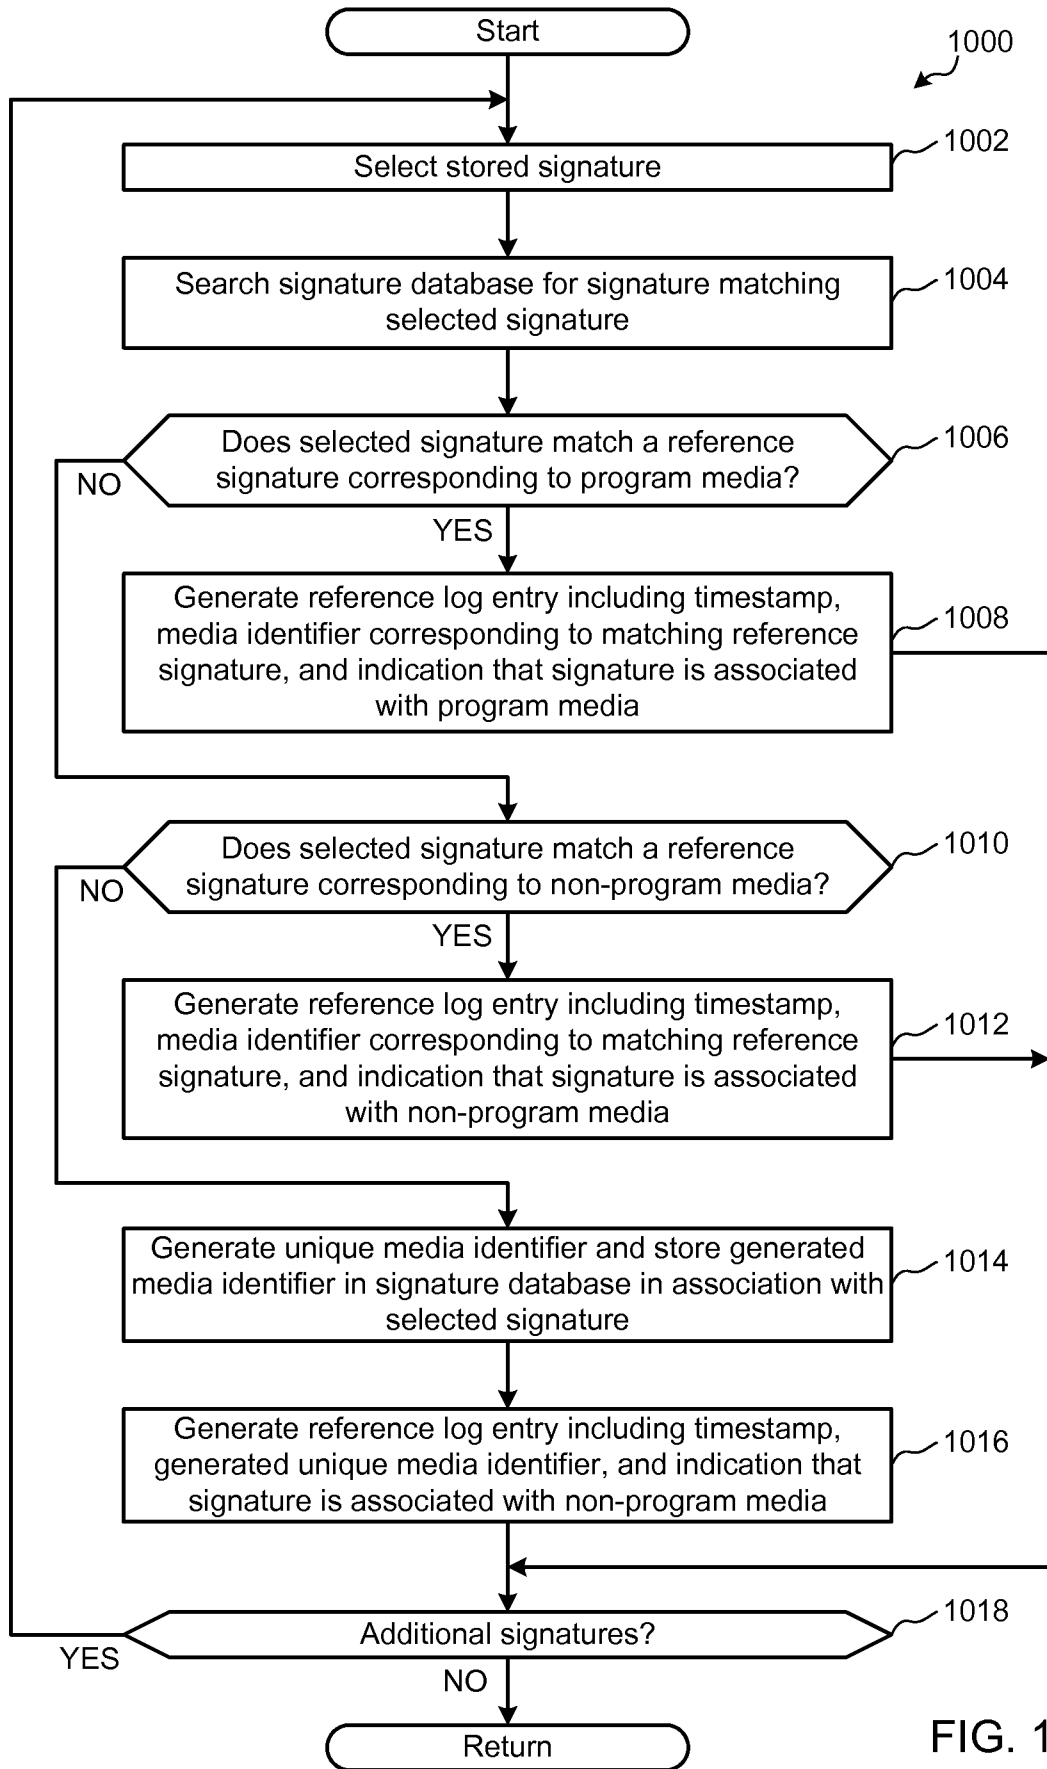 Start
1000
Select stored signature
1002
Search signature database for signature matching
selected signature
1004
Does selected signature match a reference
signature corresponding to program media?
1006
NO
YES
Generate reference log entry including timestamp,
media identifier corresponding to matching reference
signature, and indication that signature is associated
with program media
1008
Does selected signature match a reference
signature corresponding to non-program media?
1010
NO
YES
Generate reference log entry including timestamp,
media identifier corresponding to matching reference
signature, and indication that signature is associated
with non-program media
1012
Generate unique media identifier and store generated
media identifier in signature database in association with
selected signature
1014
Generate reference log entry including timestamp,
generated unique media identifier, and indication that
signature is associated with non-program media
1016
Additional signatures?
1018
YES
NO
Return
FIG. 1